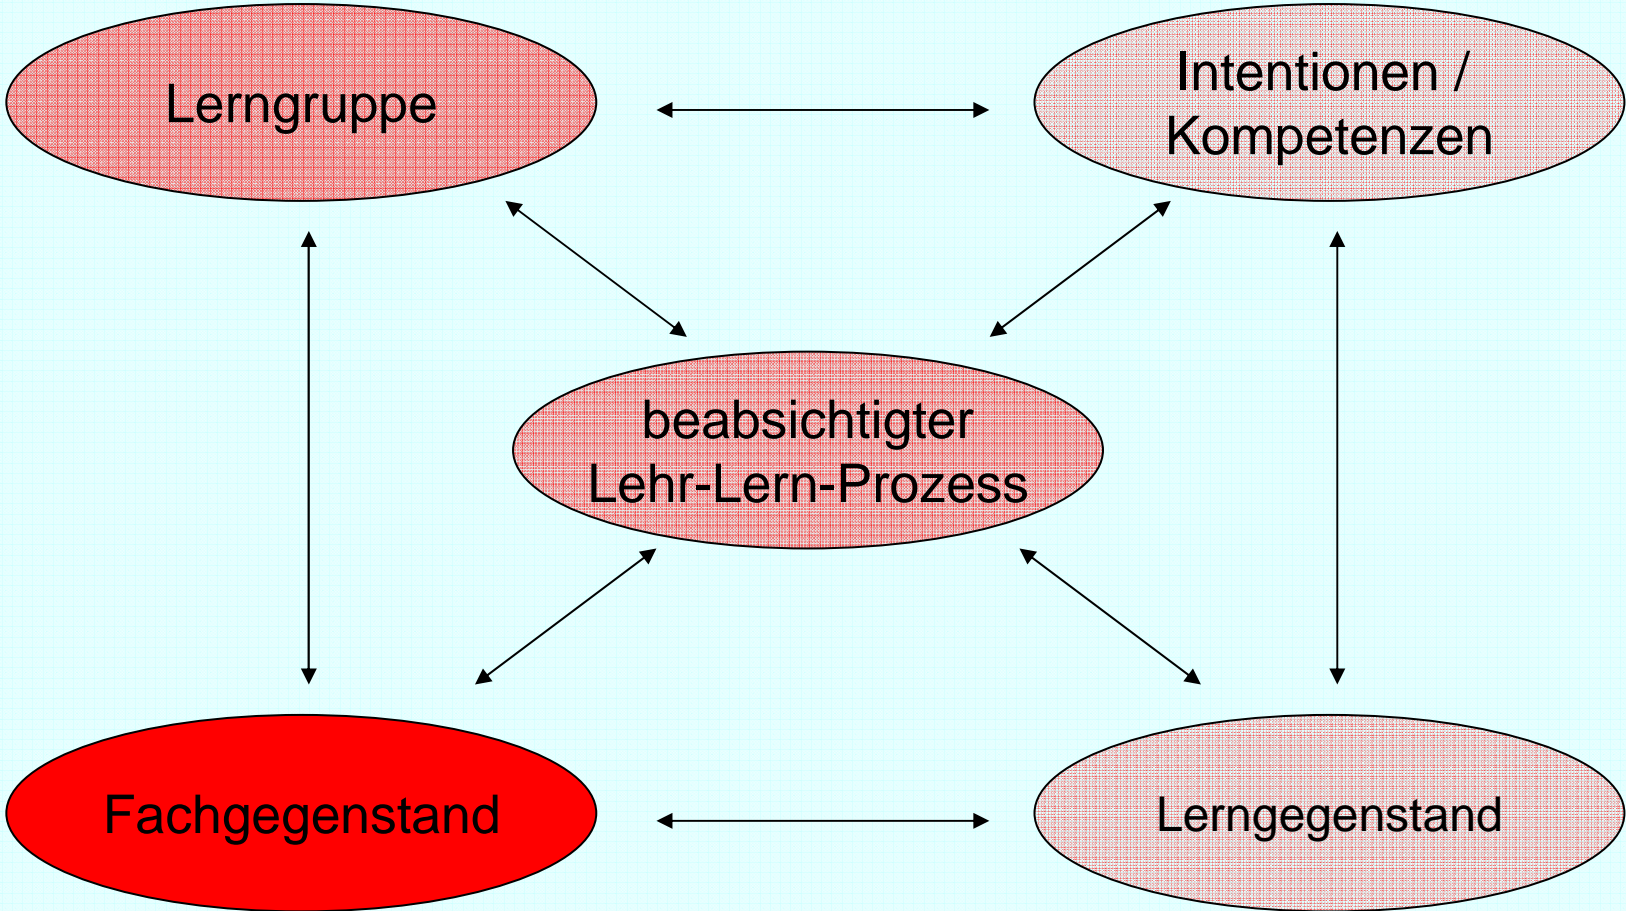 Lerngruppe
Intentionen /
Kompetenzen
beabsichtigter
Lehr-Lern-Prozess
Fachgegenstand
Lerngegenstand